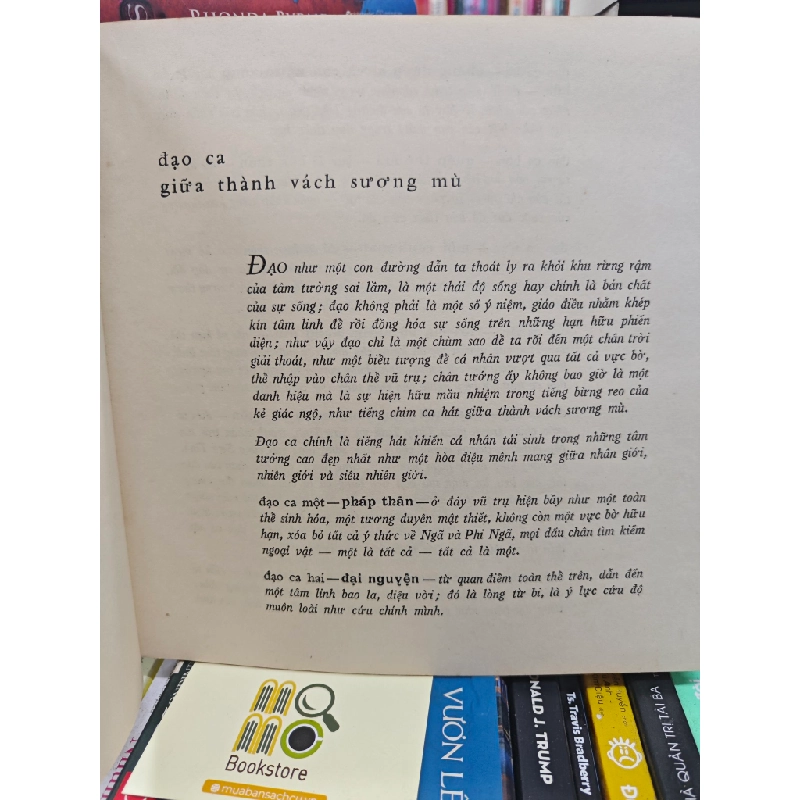 đạo ca
giữa thành vách sương mù
ĐẠO như một con đường dẫn ta thoát ly ra khỏi khu rừng rậm
của tâm tưởng sai lầm, là một thái độ sống hay chính là bản chất
của sự sống; đạo không phải là một số ý niệm, giáo điều nhằm khép
kín tâm linh để rồi đồng hóa sự sống trên những hạn hữu phiến
diện; như vậy đạo chỉ là một chùm sao để ta rồi đến một chân trời
giải thoát, như một biểu tượng để cá nhân vượt qua tất cả vực bờ,
thể nhập vào chân thể vũ trụ; chân tướng ấy không bao giờ là một
danh hiệu mà là sự hiện hữu mầu nhiệm trong tiếng bừng reo của
kẻ giác ngộ, như tiếng chim ca hát giữa thành vách sương mù.
Đạo ca chính là tiếng hát khiến cá nhân tái sinh trong những tâm
tưởng cao đẹp nhất như một hòa điệu mênh mang giữa nhân giới,
nhiên giới và siêu nhiên giới.
đạo ca một — pháp thân — ở đây vũ trụ hiện bây như một toàn
thể sinh hóa, một tương duyên mật thiết, không còn một vực bờ hữu
hạn, xóa bỏ tất cả ý thức về Ngã và Phi Ngã, mọi dấu chân tìm kiếm
ngoại vật — một là tất cả — tất cả là một.
đạo ca hai — đại nguyện — từ quan điểm toàn thể trên, dẫn đến
một tâm linh bao la, diệu vời; đó là lòng từ bi, là ý lực cứu độ
muôn loài như cứu chính mình.
Bookstore
VƯƠN LÊ
NALD J. TRUMP
Ts. Travis Bradberry
HÀ QUẢN TRỊ TÀI BA